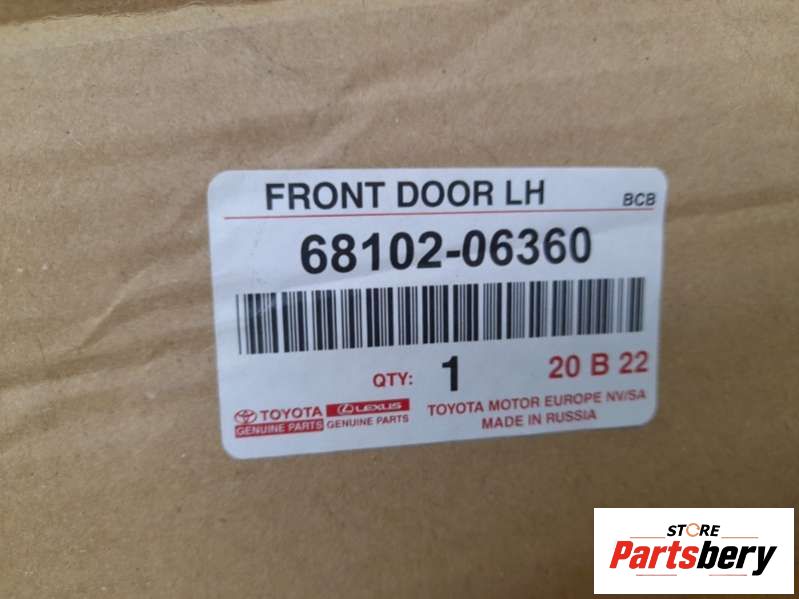 FRONT DOOR LH BCB
68102-06360
QTY: 1 20 B 22
TOYOTA LEXUS TOYOTA MOTOR EUROPE NV/SA
GENUINE PARTS GENUINE PARTS MADE IN RUSSIA
STORE
Partsbery